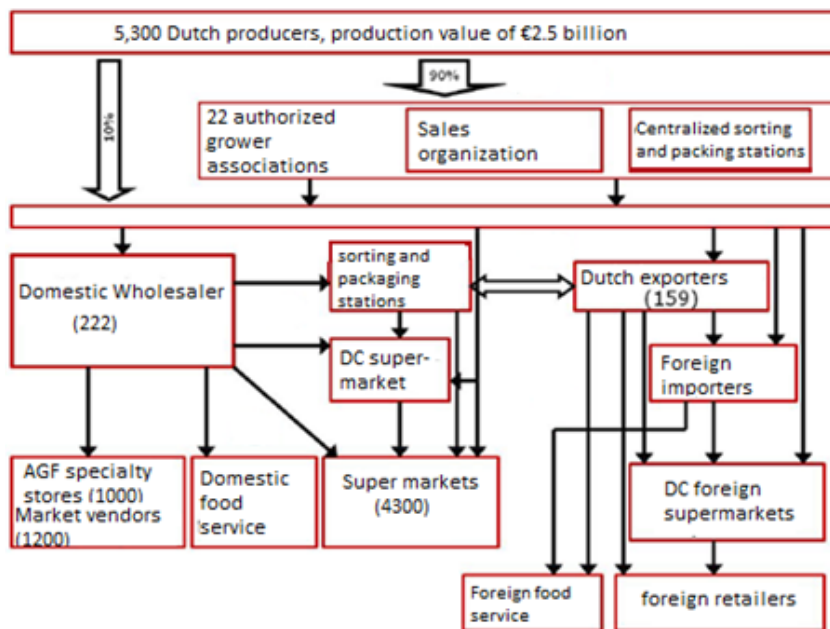 5,300 Dutch producers, production value of €2.5 billion
10%
90%
22 authorized
grower
associations
Sales
organization
Centralized sorting
and packing stations
Domestic Wholesaler
(222)
sorting and
packaging
stations
Dutch exporters
(159)
DC super-
market
Foreign
importers
AGF specialty
stores (1000)
Market vendors
(1200)
Domestic
food
service
Super markets
(4300)
DC foreign
supermarkets
Foreign food
service
foreign retailers